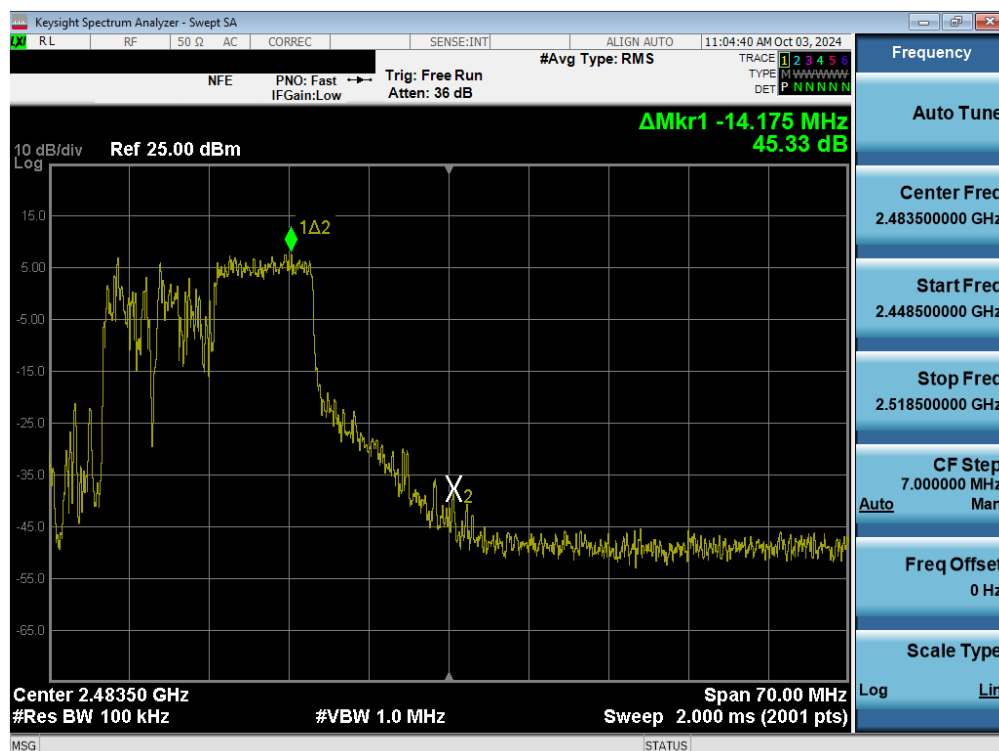 Keysight Spectrum Analyzer - Swept SA
LXI RL RF 50 Ω AC CORREC SENSE:INT ALIGN AUTO 11:04:40 AM Oct 03, 2024
NFE PNO: Fast Trig: Free Run #Avg Type: RMS TRACE 1 2 3 4 5 6
IFGain:Low Atten: 36 dB TYPE M WWWWW
DET P N N N N N
ΔMkr1 -14.175 MHz
45.33 dB
10 dB/div Ref 25.00 dBm
Log
15.0
1Δ2
5.00
-5.00
-15.0
-25.0
-35.0
X2
-45.0
-55.0
-65.0
Center 2.48350 GHz Span 70.00 MHz
#Res BW 100 kHz #VBW 1.0 MHz Sweep 2.000 ms (2001 pts)
MSG STATUS
Frequency
Auto Tune
Center Freq
2.483500000 GHz
Start Freq
2.448500000 GHz
Stop Freq
2.518500000 GHz
CF Step
7.000000 MHz
Auto Man
Freq Offset
0 Hz
Scale Type
Log Lin